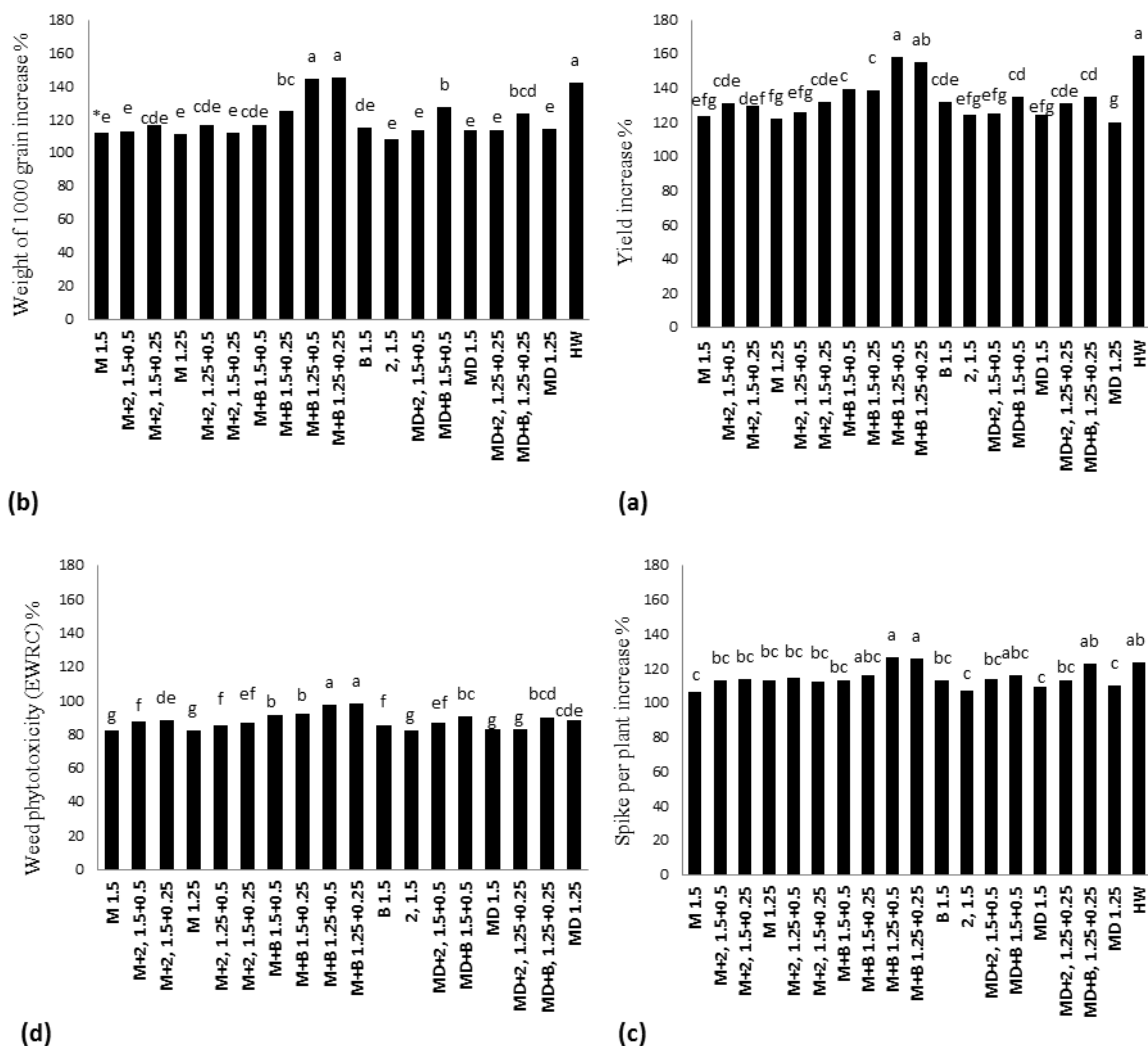 Weight of 1000 grain increase %
180
160
140
120
100
80
60
40
20
0
*e
e
cde
e
cde
e
cde
bc
a
a
de
e
e
b
e
e
bcd
e
a
M 1.5
M+2, 1.5+0.5
M+2, 1.5+0.25
M 1.25
M+2, 1.25+0.5
M+2, 1.5+0.25
M+B 1.5+0.5
M+B 1.5+0.25
M+B 1.25+0.5
M+B 1.25+0.25
B 1.5
2, 1.5
MD+2, 1.5+0.5
MD+B 1.5+0.5
MD 1.5
MD+2, 1.25+0.25
MD+B, 1.25+0.25
MD 1.25
HW
(b)
Yield increase %
180
160
140
120
100
80
60
40
20
0
efg
cde
def
fg
efg
cde
c
c
a
ab
cde
efg
efg
cd
efg
cde
cd
g
a
M 1.5
M+2, 1.5+0.5
M+2, 1.5+0.25
M 1.25
M+2, 1.25+0.5
M+2, 1.5+0.25
M+B 1.5+0.5
M+B 1.5+0.25
M+B 1.25+0.5
M+B 1.25+0.25
B 1.5
2, 1.5
MD+2, 1.5+0.5
MD+B 1.5+0.5
MD 1.5
MD+2, 1.25+0.25
MD+B, 1.25+0.25
MD 1.25
HW
(a)
Weed phytotoxicity (EWRC) %
180
160
140
120
100
80
60
40
20
0
g
f
de
g
f
ef
b
b
a
a
f
g
ef
bc
g
g
bcd
cde
M 1.5
M+2, 1.5+0.5
M+2, 1.5+0.25
M 1.25
M+2, 1.25+0.5
M+2, 1.5+0.25
M+B 1.5+0.5
M+B 1.5+0.25
M+B 1.25+0.5
M+B 1.25+0.25
B 1.5
2, 1.5
MD+2, 1.5+0.5
MD+B 1.5+0.5
MD 1.5
MD+2, 1.25+0.25
MD+B, 1.25+0.25
MD 1.25
(d)
Spike per plant increase %
180
160
140
120
100
80
60
40
20
0
c
bc
bc
bc
bc
bc
bc
abc
a
a
bc
c
bc
abc
c
bc
ab
c
ab
M 1.5
M+2, 1.5+0.5
M+2, 1.5+0.25
M 1.25
M+2, 1.25+0.5
M+2, 1.5+0.25
M+B 1.5+0.5
M+B 1.5+0.25
M+B 1.25+0.5
M+B 1.25+0.25
B 1.5
2, 1.5
MD+2, 1.5+0.5
MD+B 1.5+0.5
MD 1.5
MD+2, 1.25+0.25
MD+B, 1.25+0.25
MD 1.25
HW
(c)